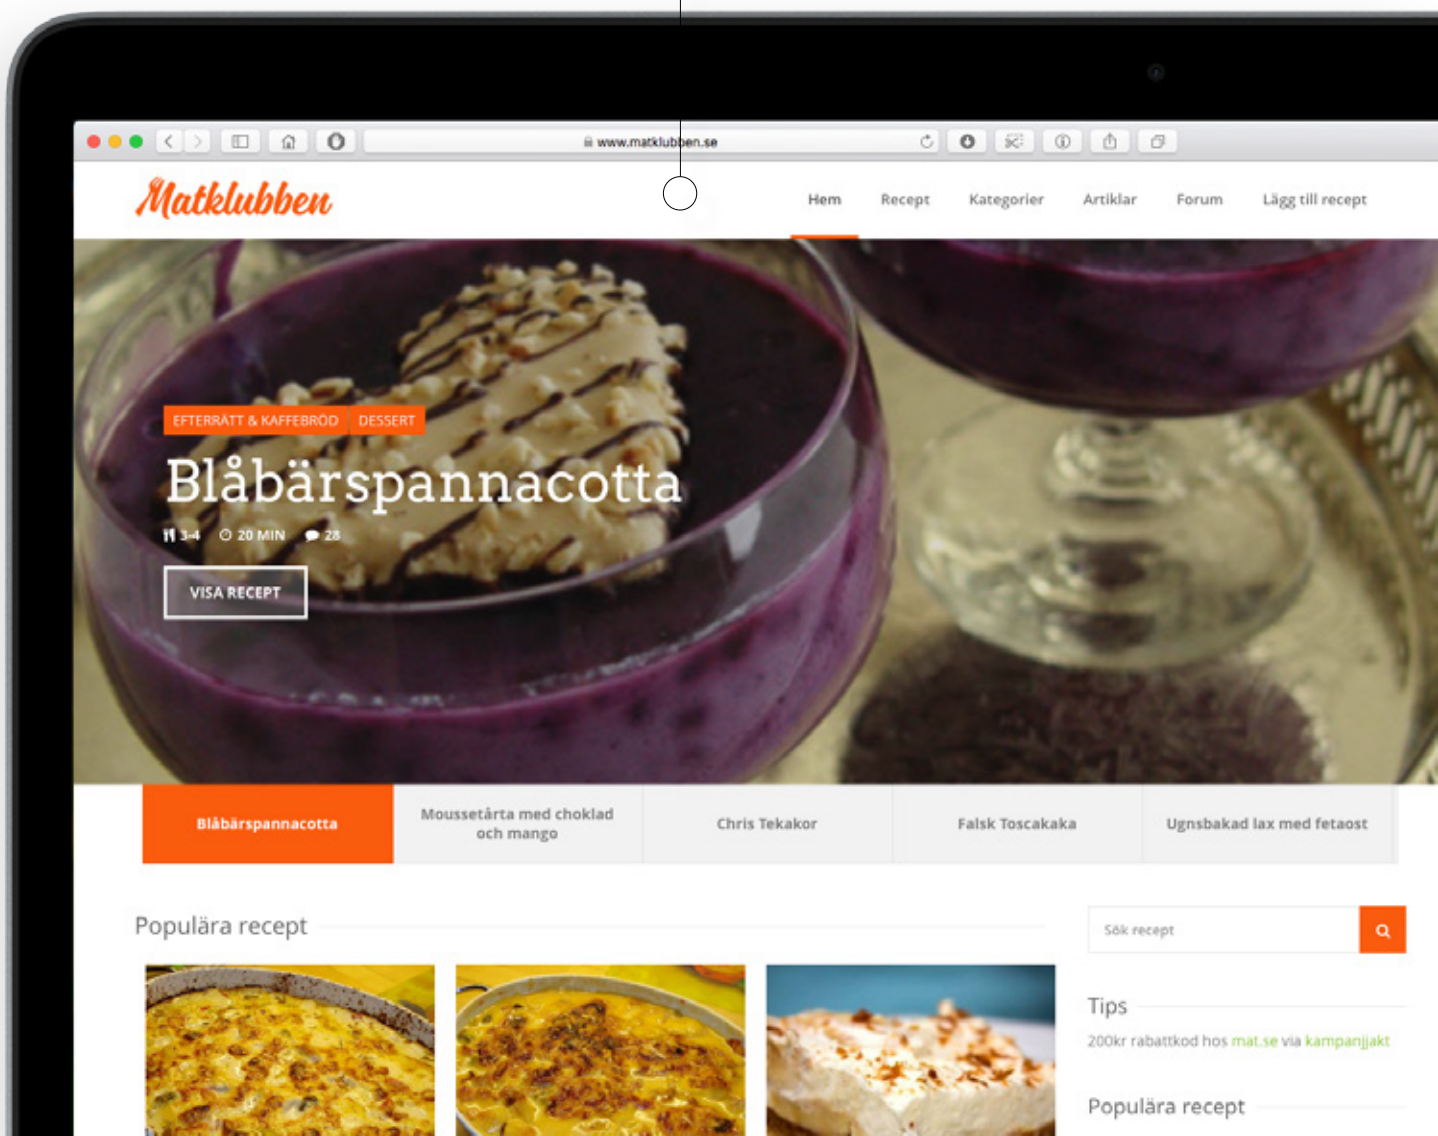 www.matklubben.se
Matklubben
Hem Recept Kategorier Artiklar Forum Lägg till recept
EFTERRÄTT & KAFFEBRÖD DESSERT
Blåbärspannacotta
3-4 20 MIN 28
VISA RECEPT
Blåbärspannacotta
Moussetårta med choklad
och mango
Chris Tekakor
Falsk Toscakaka
Ugnsbakad lax med fetaost
Populära recept
Sök recept
Tips
200kr rabattkod hos mat.se via kampanjjakt
Populära recept